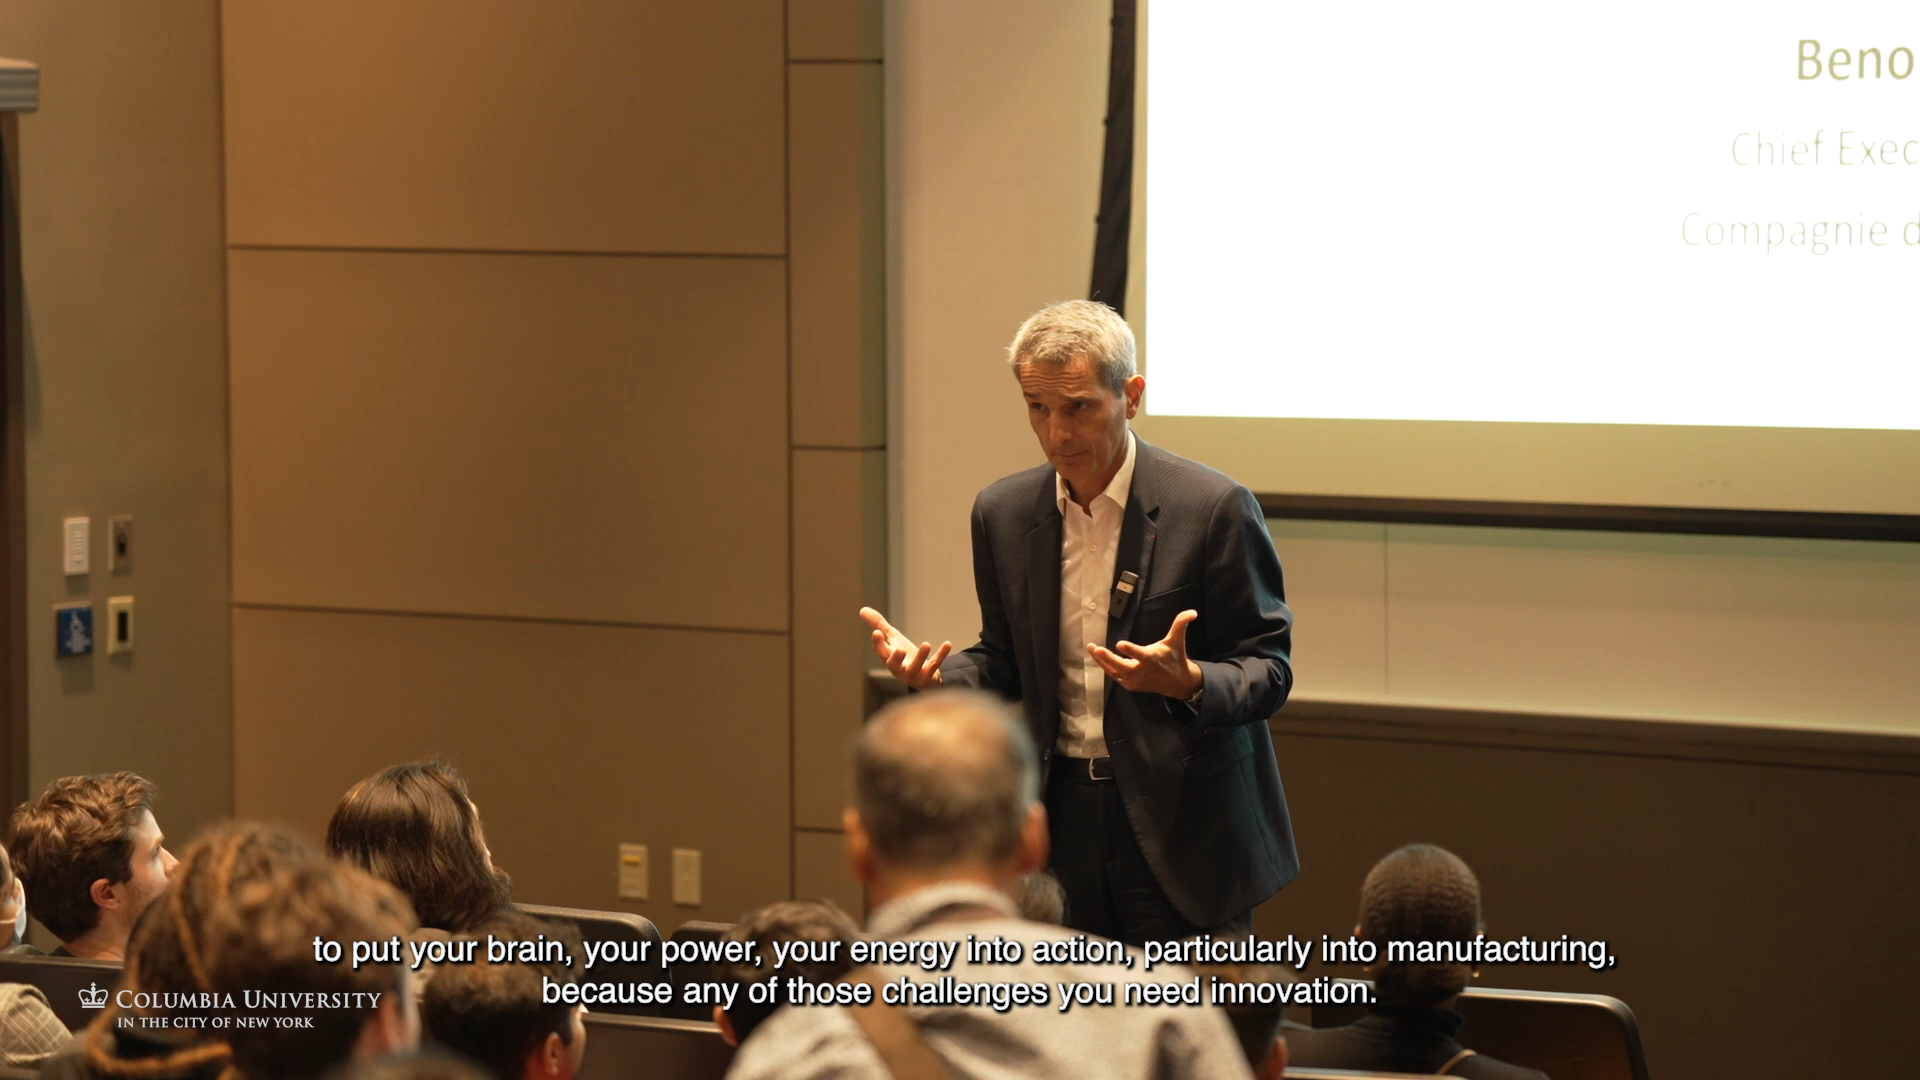 Beno
Chief Exec
Compagnie d
to put your brain, your power, your energy into action, particularly into manufacturing,
because any of those challenges you need innovation.
COLUMBIA UNIVERSITY
IN THE CITY OF NEW YORK